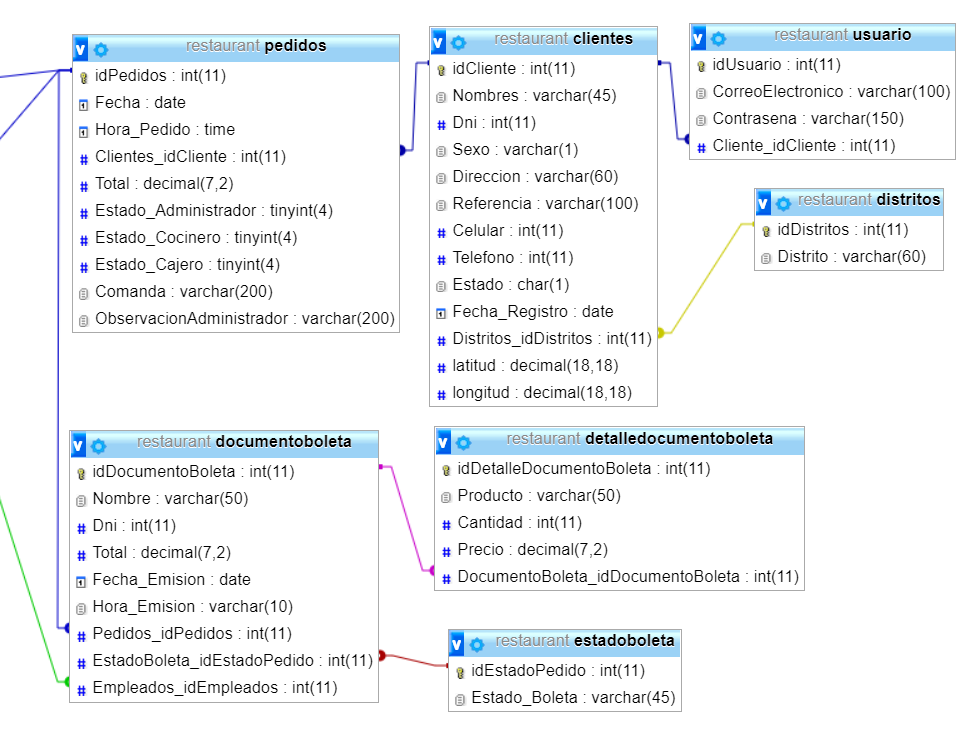 restaurant pedidos
idPedidos : int(11)
Fecha : date
Hora_Pedido : time
Clientes_idCliente : int(11)
Total : decimal(7,2)
Estado_Administrador : tinyint(4)
Estado_Cocinero : tinyint(4)
Estado_Cajero : tinyint(4)
Comanda : varchar(200)
ObservacionAdministrador : varchar(200)
restaurant clientes
idCliente : int(11)
Nombres : varchar(45)
Dni : int(11)
Sexo : varchar(1)
Direccion : varchar(60)
Referencia : varchar(100)
Celular : int(11)
Telefono : int(11)
Estado : char(1)
Fecha_Registro : date
Distritos_idDistritos : int(11)
latitud : decimal(18,18)
longitud : decimal(18,18)
restaurant usuario
idUsuario : int(11)
CorreoElectronico : varchar(100)
Contrasena : varchar(150)
Cliente_idCliente : int(11)
restaurant distritos
idDistritos : int(11)
Distrito : varchar(60)
restaurant documentoboleta
idDocumentoBoleta : int(11)
Nombre : varchar(50)
Dni : int(11)
Total : decimal(7,2)
Fecha_Emision : date
Hora_Emision : varchar(10)
Pedidos_idPedidos : int(11)
EstadoBoleta_idEstadoPedido : int(11)
Empleados_idEmpleados : int(11)
restaurant detalledocumentoboleta
idDetalleDocumentoBoleta : int(11)
Producto : varchar(50)
Cantidad : int(11)
Precio : decimal(7,2)
DocumentoBoleta_idDocumentoBoleta : int(11)
restaurant estadoboleta
idEstadoPedido : int(11)
Estado_Boleta : varchar(45)